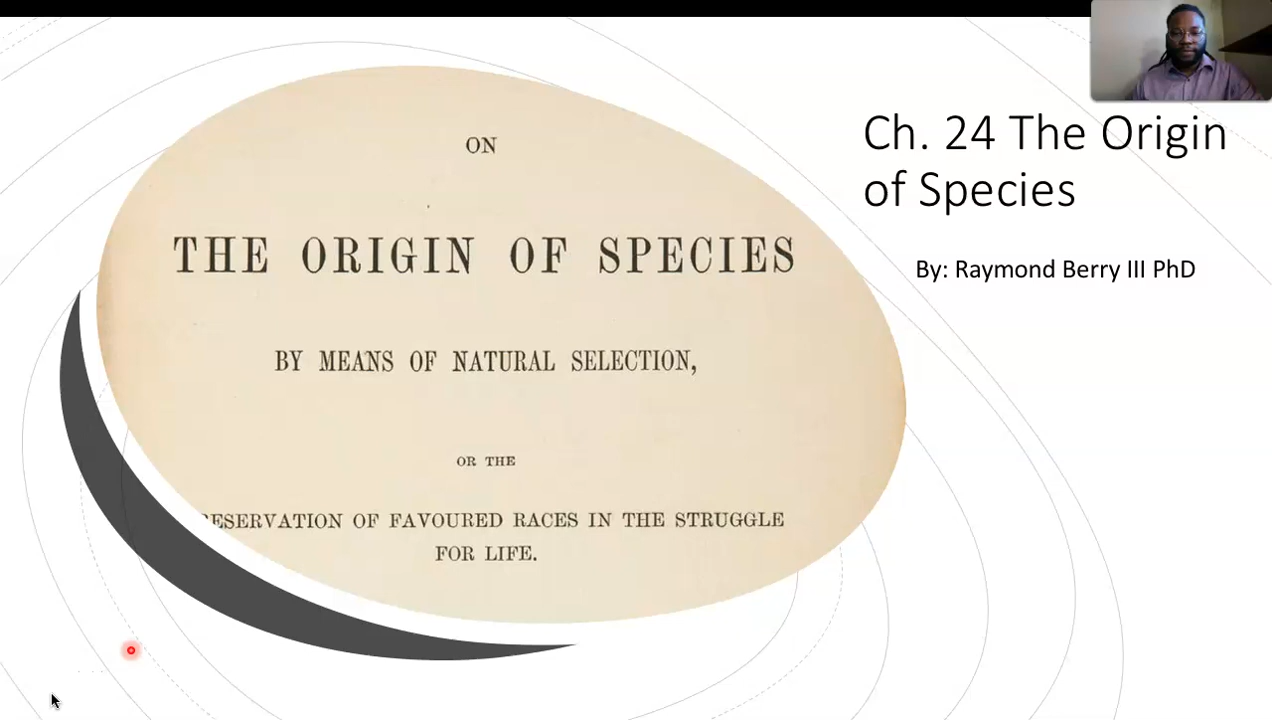 ON
THE ORIGIN OF SPECIES
BY MEANS OF NATURAL SELECTION,
OR THE
RESERVATION OF FAVOURED RACES IN THE STRUGGLE
FOR LIFE.
Ch. 24 The Origin
of Species
By: Raymond Berry III PhD